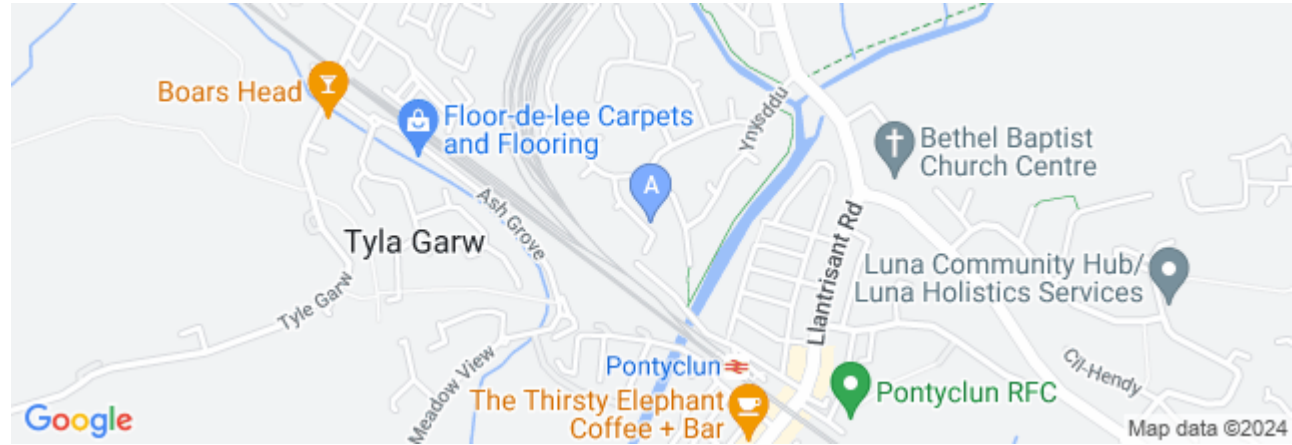 Boars Head
Floor-de-lee Carpets
and Flooring
Ynysddu
Bethel Baptist
Church Centre
A
Ash Grove
Tyla Garw
Llantrisant Rd
Luna Community Hub/
Luna Holistics Services
Tyle Garw
Meadow View
Pontyclun
Cil-Hendy
The Thirsty Elephant
Coffee + Bar
Pontyclun RFC
Google
Map data ©2024